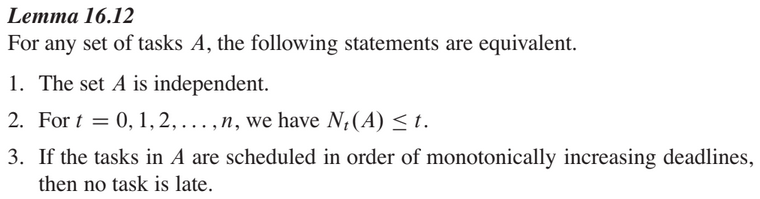 Lemma 16.12
For any set of tasks A, the following statements are equivalent.
1. The set A is independent.
2. For t = 0, 1, 2, . . . , n, we have Nₜ(A) ≤ t.
3. If the tasks in A are scheduled in order of monotonically increasing deadlines,
then no task is late.